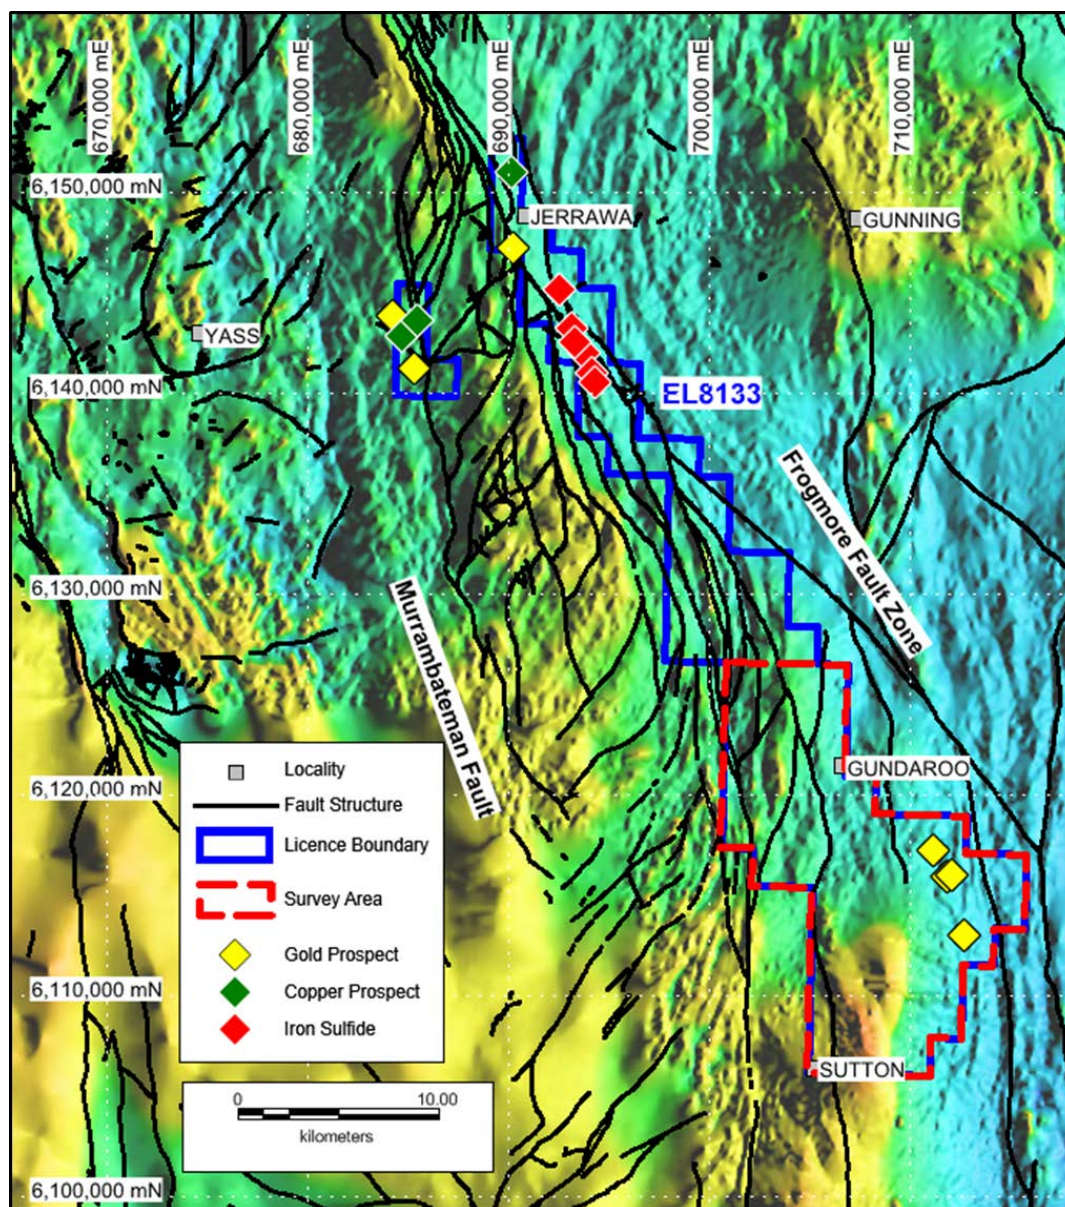 670,000 mE
680,000 mE
690,000 mE
700,000 mE
710,000 mE
6,150,000 mN
JERRAWA
GUNNING
YASS
6,140,000 mN
EL8133
Frogmore Fault Zone
6,130,000 mN
Murrambateman Fault
GUNDAROO
6,120,000 mN
Locality
Fault Structure
Licence Boundary
Survey Area
Gold Prospect
Copper Prospect
Iron Sulfide
6,110,000 mN
SUTTON
0 10.00
kilometers
6,100,000 mN